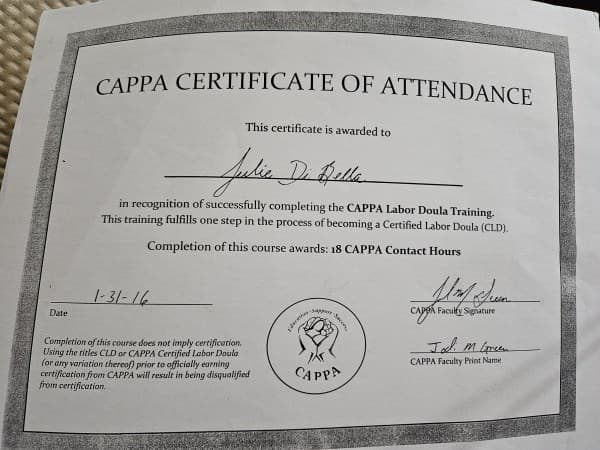 CAPPA CERTIFICATE OF ATTENDANCE
This certificate is awarded to
Julie Di Bella
in recognition of successfully completing the CAPPA Labor Doula Training.
This training fulfills one step in the process of becoming a Certified Labor Doula (CLD).
Completion of this course awards: 18 CAPPA Contact Hours
1-31-16
Date
CAPPA Faculty Signature
M Green
CAPPA Faculty Print Name
Completion of this course does not imply certification.
Using the titles CLD or CAPPA Certified Labor Doula
(or any variation thereof) prior to officially earning
certification from CAPPA will result in being disqualified
from certification.
Education · Support · Success
CAPPA